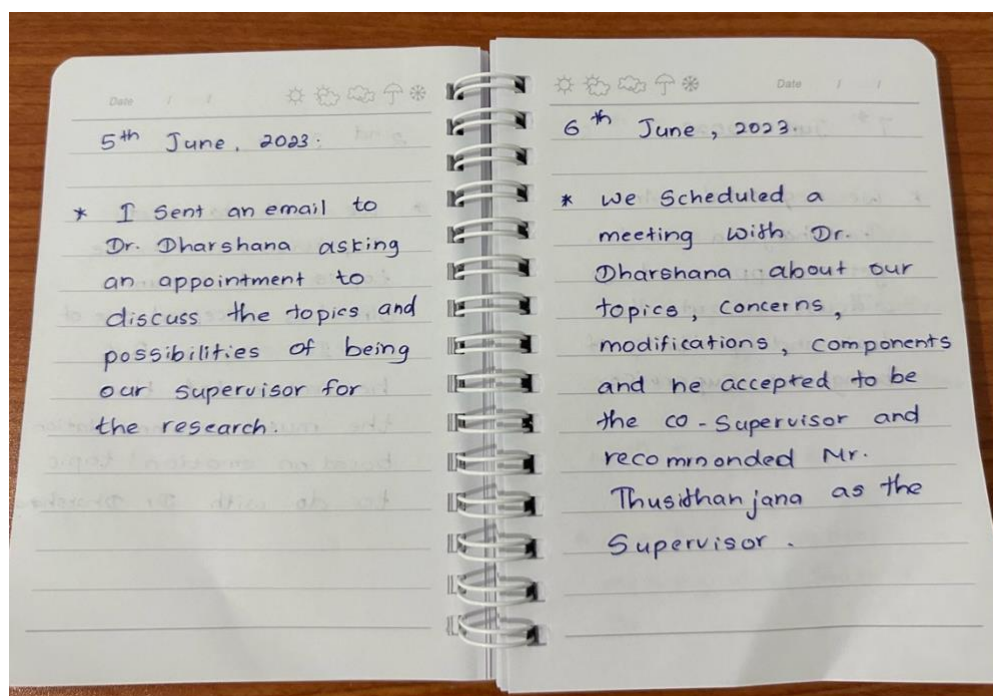 Date / /
5th June, 2023.
* I sent an email to
Dr. Dharshana asking
an appointment to
discuss the topics, and
possibilities of being
our supervisor for
the research.
Date / /
6th June, 2023.
* We Scheduled a
meeting with Dr.
Dharshana about our
topics, concerns,
modifications, components
and he accepted to be
the co-Supervisor and
recommonded Mr.
Thusithanjana as the
Supervisor.